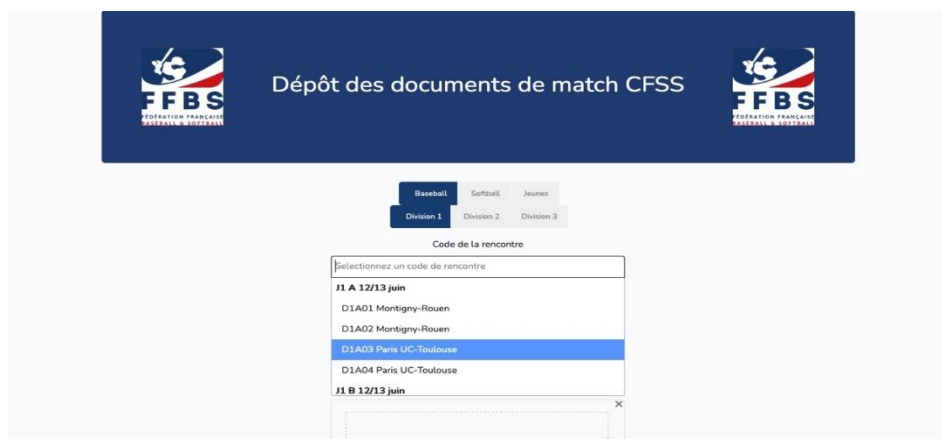 FFBS
FÉDÉRATION FRANÇAISE
BASEBALL & SOFTBALL
Dépôt des documents de match CFSS
FFBS
FÉDÉRATION FRANÇAISE
BASEBALL & SOFTBALL
Baseball Softball Jeunes
Division 1 Division 2 Division 3
Code de la rencontre
Selectionnez un code de rencontre
J1 A 12/13 juin
D1A01 Montigny-Rouen
D1A02 Montigny-Rouen
D1A03 Paris UC-Toulouse
D1A04 Paris UC-Toulouse
J1 B 12/13 juin